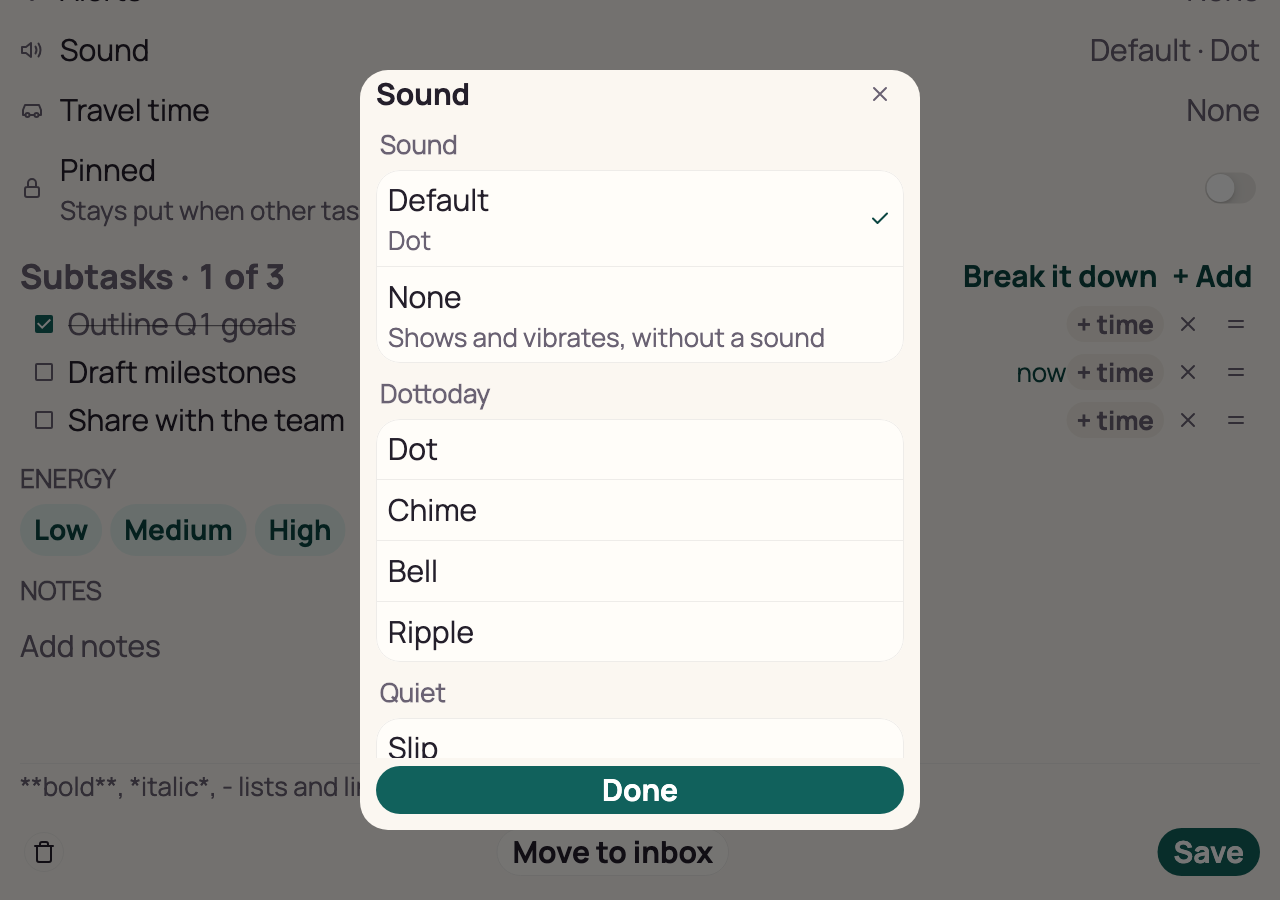 Sound
Default · Dot
Travel time
None
Pinned
Stays put when other tas
Subtasks · 1 of 3
Break it down
+ Add
Outline Q1 goals
+ time
Draft milestones
now + time
Share with the team
+ time
ENERGY
Low
Medium
High
NOTES
Add notes
**bold**, *italic*, - lists and
Move to inbox
Save
Sound
Sound
Default
Dot
None
Shows and vibrates, without a sound
Dottoday
Dot
Chime
Bell
Ripple
Quiet
Slip
Done